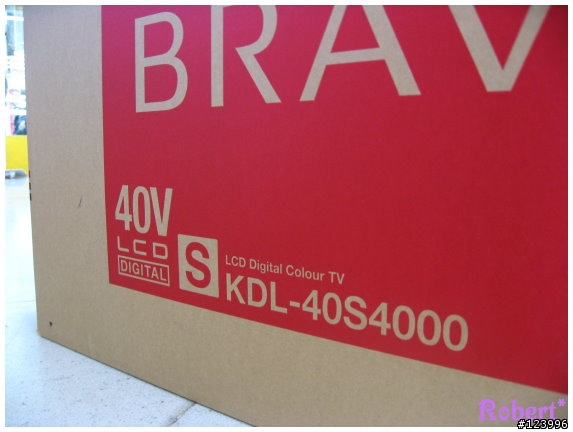 BRAV
40V
LCD
DIGITAL
S
LCD Digital Colour TV
KDL-40S4000
Robert*
#123996